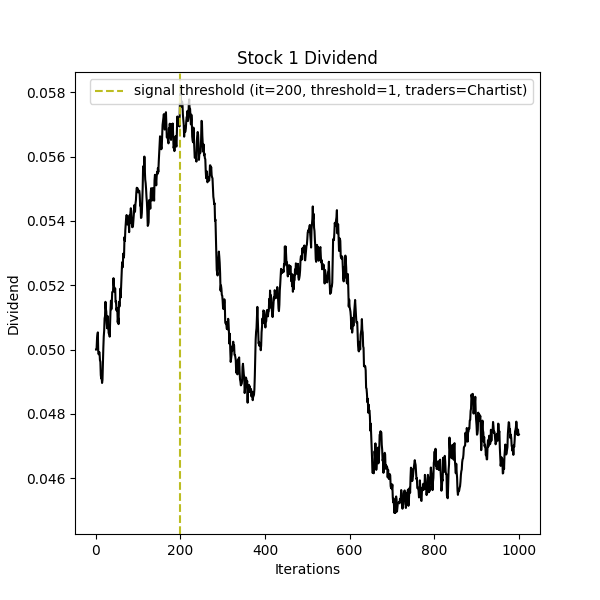 Stock 1 Dividend
signal threshold (it=200, threshold=1, traders=Chartist)
Dividend
0.058
0.056
0.054
0.052
0.050
0.048
0.046
0 200 400 600 800 1000
Iterations